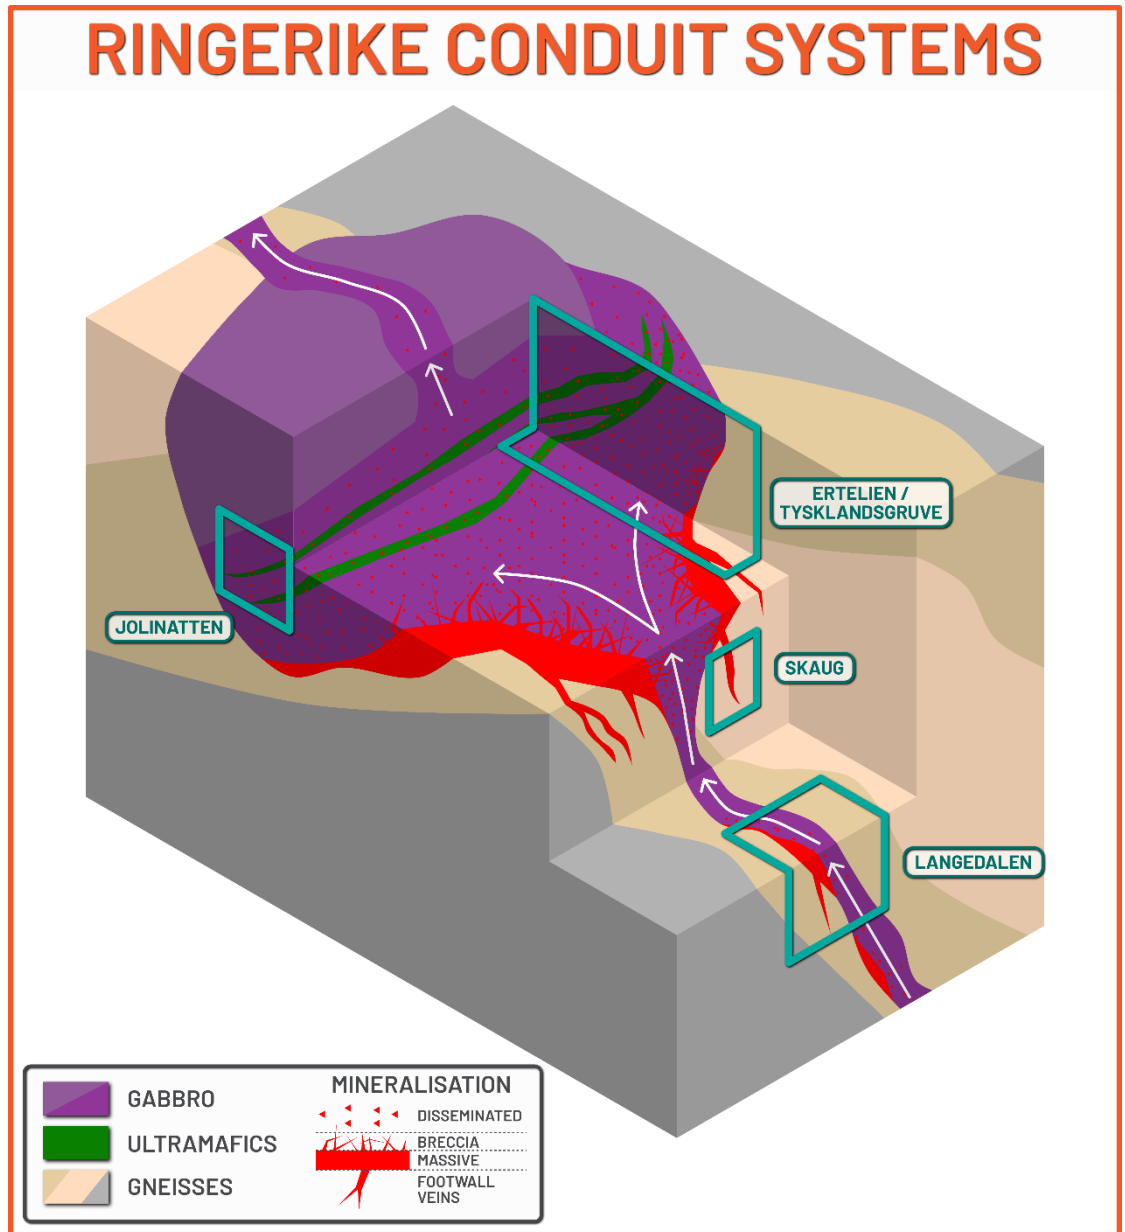 RINGERIKE CONDUIT SYSTEMS
ERTELIEN /
TYSKLANDSGRUVE
JOLINATTEN
SKAUG
LANGEDALEN
GABBRO
ULTRAMAFICS
GNEISSES
MINERALISATION
DISSEMINATED
BRECCIA
MASSIVE
FOOTWALL
VEINS